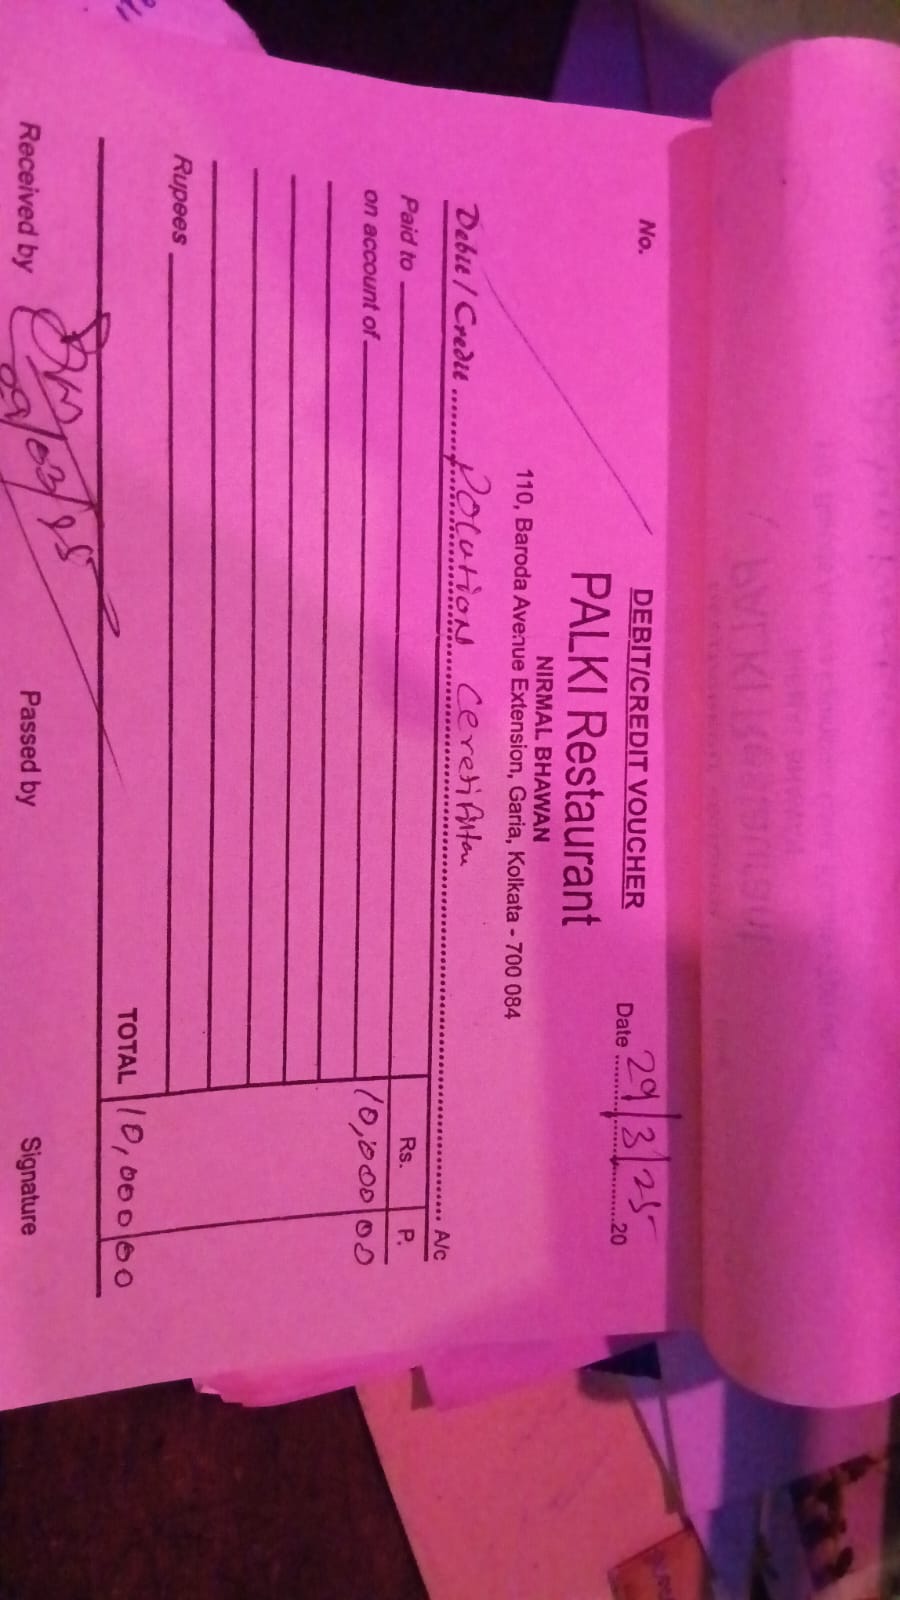 DEBIT/CREDIT VOUCHER
No.
Date 29/3/25 20
PALKI Restaurant
NIRMAL BHAWAN
110, Baroda Avenue Extension, Garia, Kolkata - 700 084
Debit / Credit Polution A/c
Paid to
Rs. P.
on account of 10,000 00
Rupees
TOTAL 10,000 00
29/03/25
Received by Passed by Signature